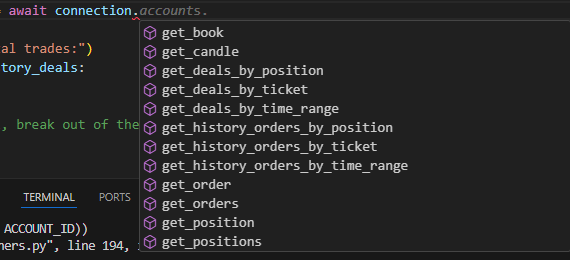 = await connection.accounts.
get_book
get_candle
al trades:")
get_deals_by_position
tory_deals:
get_deals_by_ticket
get_deals_by_time_range
, break out of the
get_history_orders_by_position
get_history_orders_by_ticket
get_history_orders_by_time_range
get_order
TERMINAL PORTS
get_orders
ACCOUNT_ID))
get_position
ners.py", line 194,
get_positions